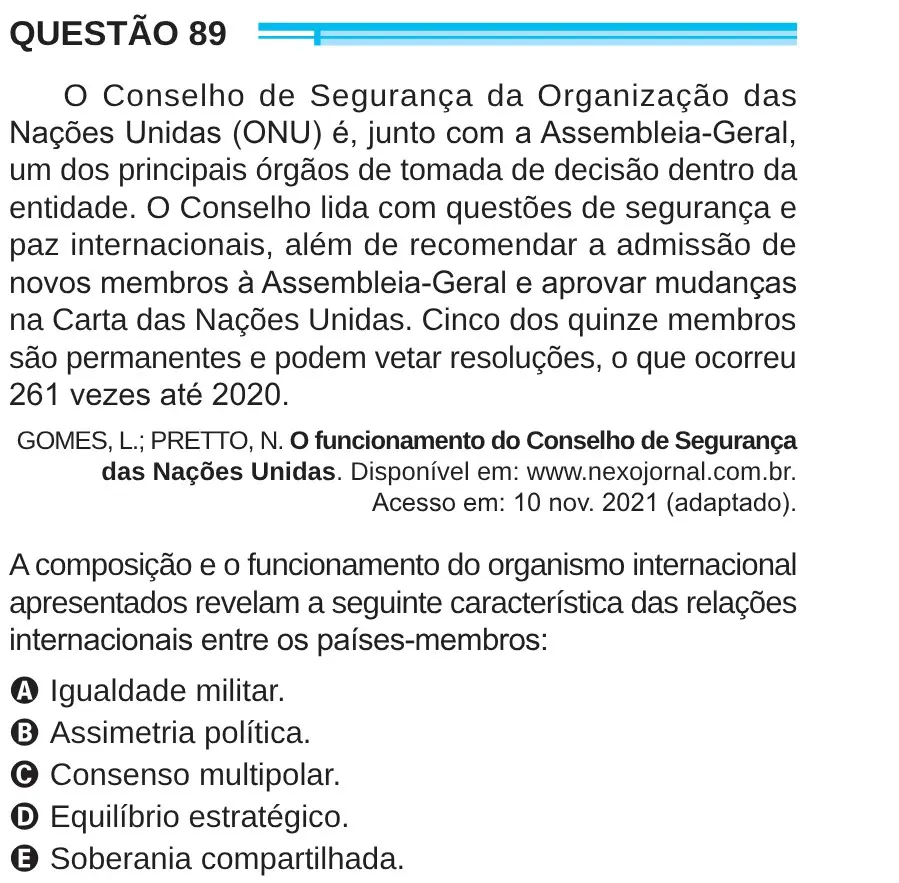 QUESTÃO 89
O Conselho de Segurança da Organização das
Nações Unidas (ONU) é, junto com a Assembleia-Geral,
um dos principais órgãos de tomada de decisão dentro da
entidade. O Conselho lida com questões de segurança e
paz internacionais, além de recomendar a admissão de
novos membros à Assembleia-Geral e aprovar mudanças
na Carta das Nações Unidas. Cinco dos quinze membros
são permanentes e podem vetar resoluções, o que ocorreu
261 vezes até 2020.
GOMES, L.; PRETTO, N. O funcionamento do Conselho de Segurança
das Nações Unidas. Disponível em: www.nexojornal.com.br.
Acesso em: 10 nov. 2021 (adaptado).
A composição e o funcionamento do organismo internacional
apresentados revelam a seguinte característica das relações
internacionais entre os países-membros:
A Igualdade militar.
B Assimetria política.
C Consenso multipolar.
D Equilíbrio estratégico.
E Soberania compartilhada.